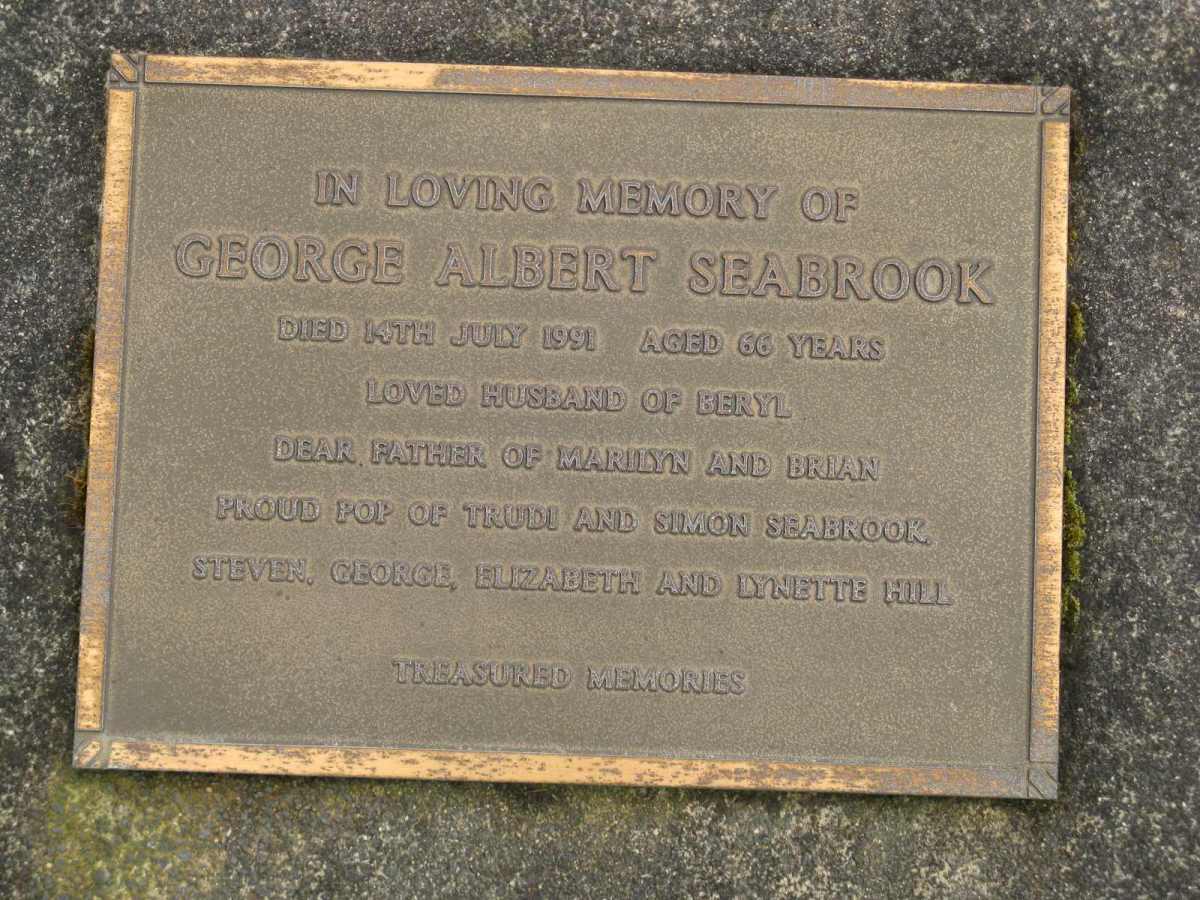 IN LOVING MEMORY OF
GEORGE ALBERT SEABROOK
DIED 14TH JULY 1991 AGED 66 YEARS
LOVED HUSBAND OF BERYL
DEAR FATHER OF MARILYN AND BRIAN
PROUD POP OF TRUDI AND SIMON SEABROOK,
STEVEN, GEORGE, ELIZABETH AND LYNETTE HILL
TREASURED MEMORIES